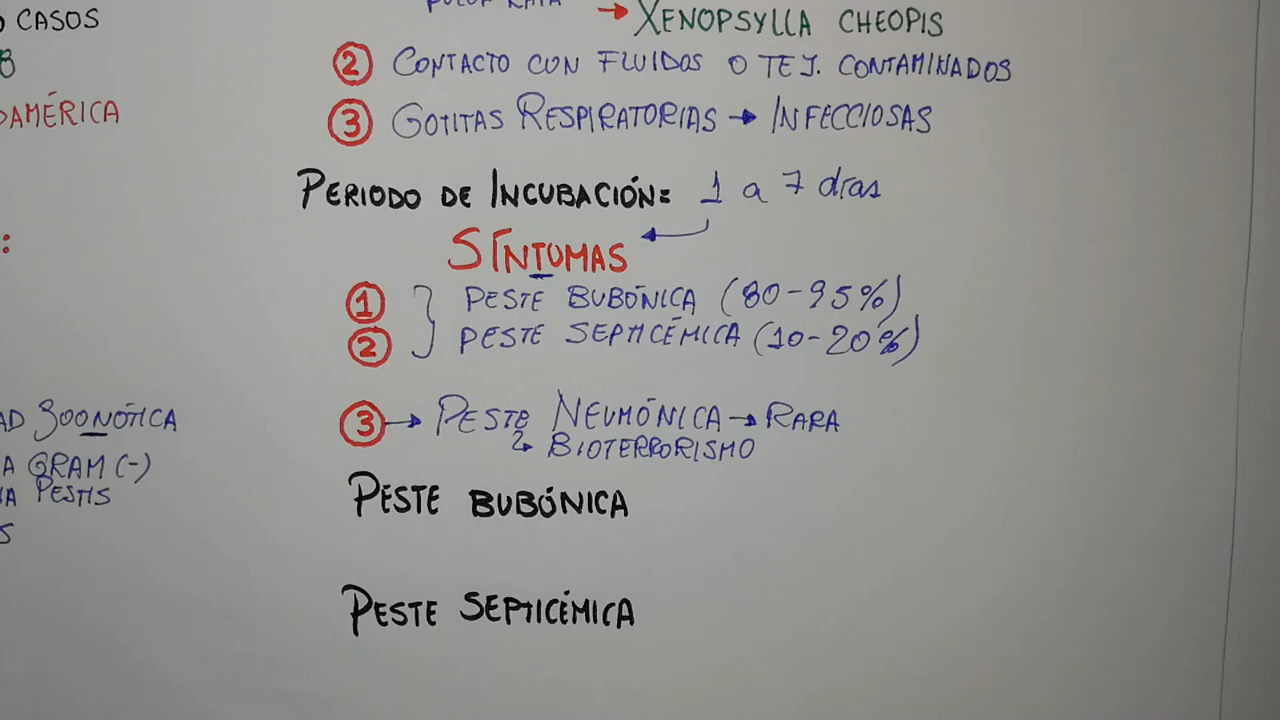 CASOS
AMÉRICA
:
ZOONÓTICA
A GRAM (-)
PESTIS
→ XENOPSYLLA CHEOPIS
② CONTACTO CON FLUIDOS O TEJ. CONTAMINADOS
③ GOTITAS RESPIRATORIAS → INFECCIOSAS
PERIODO DE INCUBACIÓN: 1 a 7 días
SÍNTOMAS
① PESTE BUBÓNICA (80-95%)
② PESTE SEPTICÉMICA (10-20%)
③ → PESTE NEUMÓNICA → RARA
↳ BIOTERRORISMO
PESTE BUBÓNICA
PESTE SEPTICÉMICA